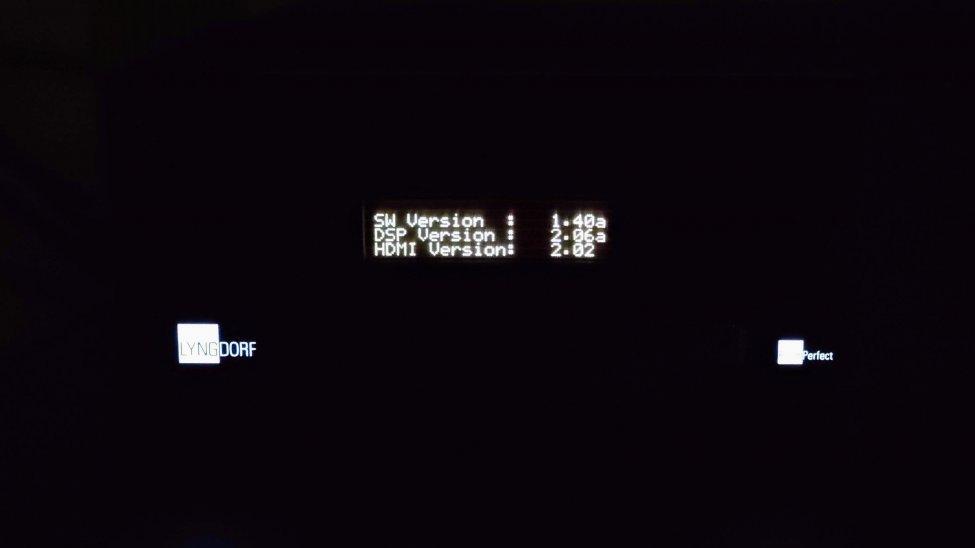 SW Version : 1.40a
DSP Version : 2.06a
HDMI Version: 2.02
LYNGDORF
Perfect